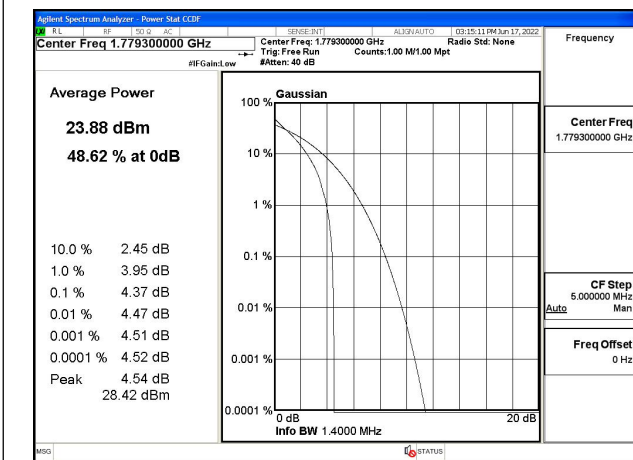 Agilent Spectrum Analyzer - Power Stat CCDF
RL RF 50 Ω AC SENSE:INT ALIGNAUTO 03:15:11 PM Jun 17, 2022
Center Freq 1.779300000 GHz
Center Freq: 1.779300000 GHz Radio Std: None
Trig: Free Run Counts:1.00 M/1.00 Mpt
#IFGain:Low #Atten: 40 dB
Frequency
Average Power
23.88 dBm
48.62 % at 0dB
10.0 % 2.45 dB
1.0 % 3.95 dB
0.1 % 4.37 dB
0.01 % 4.47 dB
0.001 % 4.51 dB
0.0001 % 4.52 dB
Peak 4.54 dB
28.42 dBm
Gaussian
100 %
10 %
1 %
0.1 %
0.01 %
0.001 %
0.0001 %
0 dB 20 dB
Info BW 1.4000 MHz
Center Freq
1.779300000 GHz
CF Step
5.000000 MHz
Auto Man
Freq Offset
0 Hz
MSG STATUS